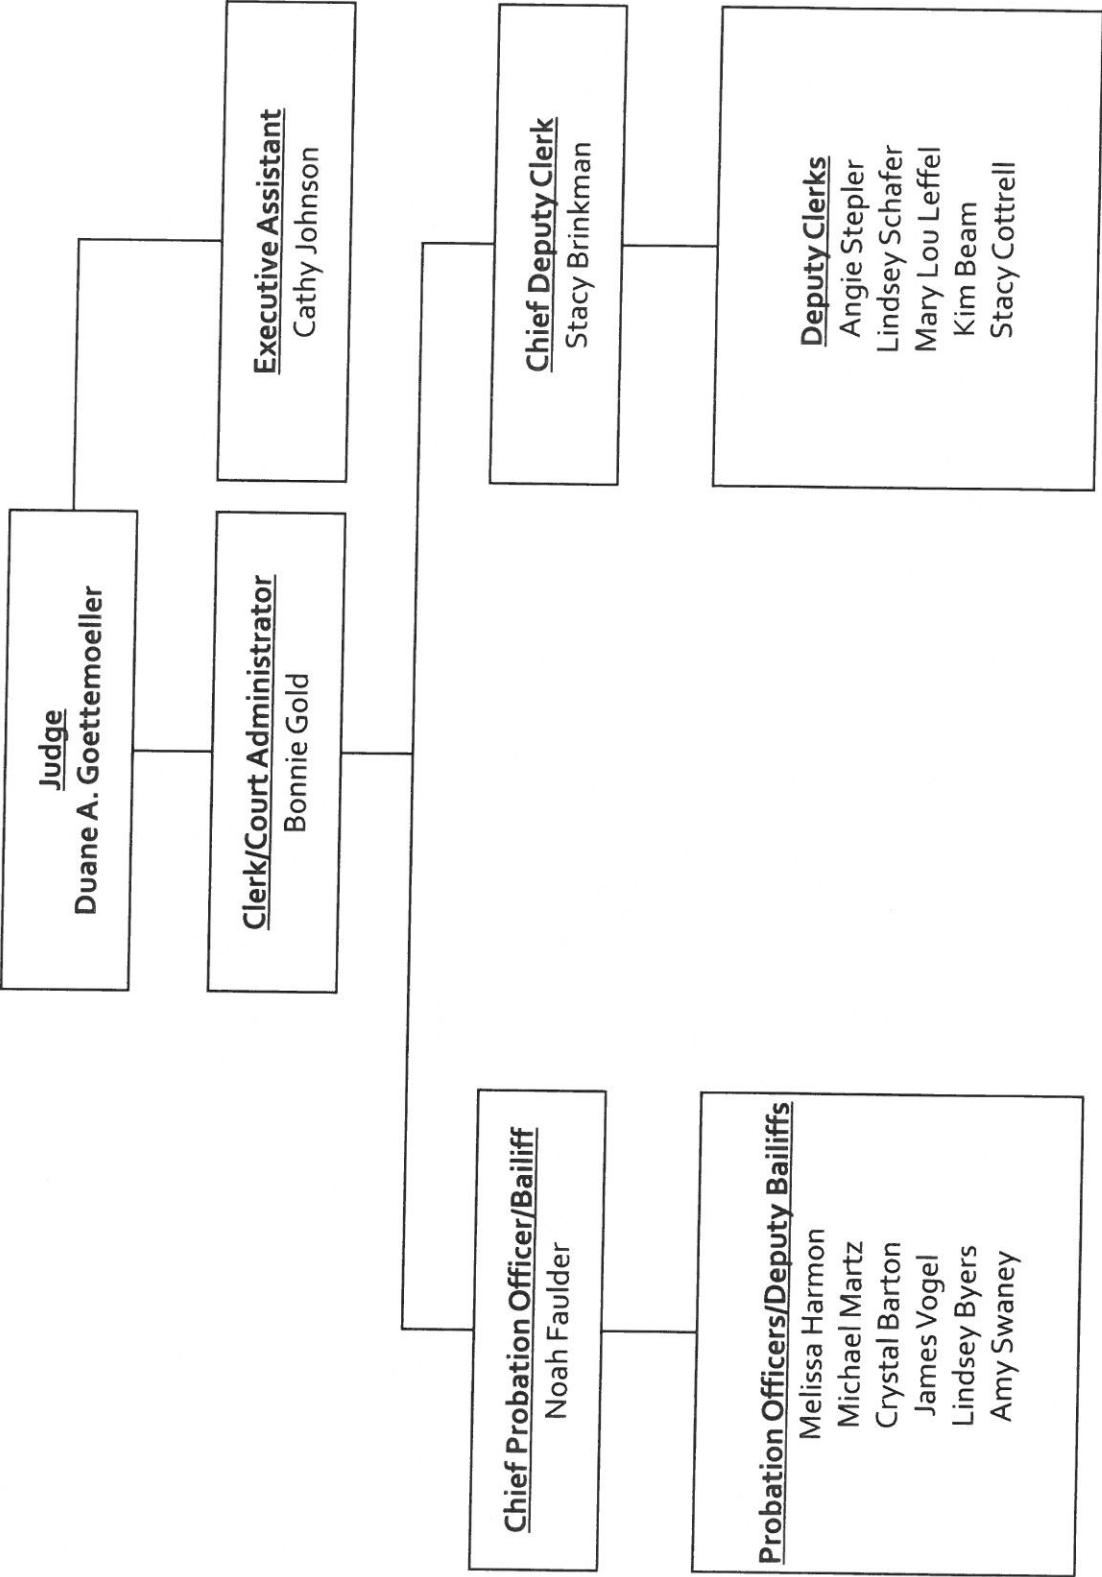 Judge
Duane A. Goettemoeller
Clerk/Court Administrator
Bonnie Gold
Executive Assistant
Cathy Johnson
Chief Probation Officer/Bailiff
Noah Faulder
Chief Deputy Clerk
Stacy Brinkman
Probation Officers/Deputy Bailiffs
Melissa Harmon
Michael Martz
Crystal Barton
James Vogel
Lindsey Byers
Amy Swaney
Deputy Clerks
Angie Stepler
Lindsey Schafer
Mary Lou Leffel
Kim Beam
Stacy Cottrell